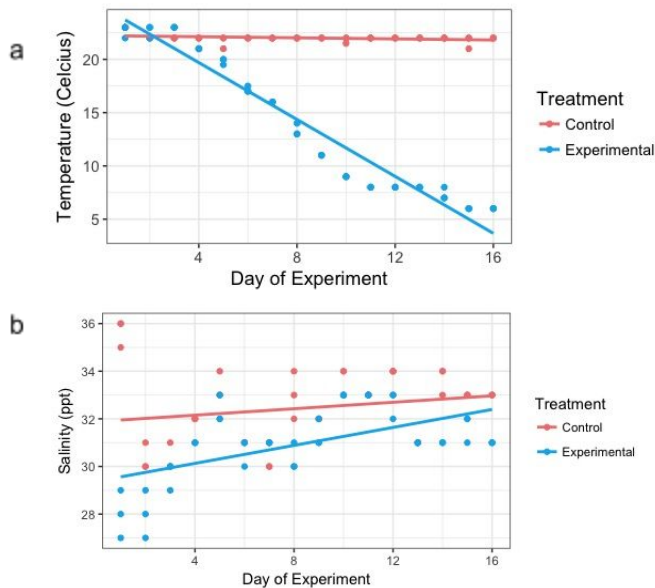 a
Temperature (Celcius)
20
15
10
5
4
8
12
16
Day of Experiment
Treatment
Control
Experimental
b
Salinity (ppt)
36
34
32
30
28
4
8
12
16
Day of Experiment
Treatment
Control
Experimental